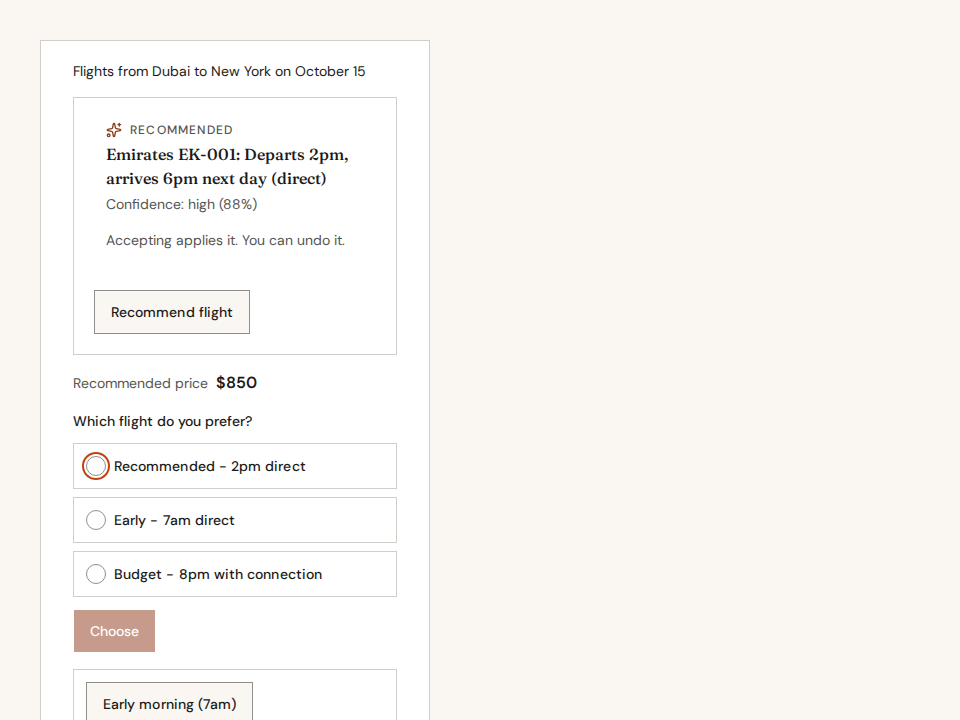 Flights from Dubai to New York on October 15
RECOMMENDED
Emirates EK-001: Departs 2pm,
arrives 6pm next day (direct)
Confidence: high (88%)
Accepting applies it. You can undo it.
Recommend flight
Recommended price $850
Which flight do you prefer?
Recommended - 2pm direct
Early - 7am direct
Budget - 8pm with connection
Choose
Early morning (7am)